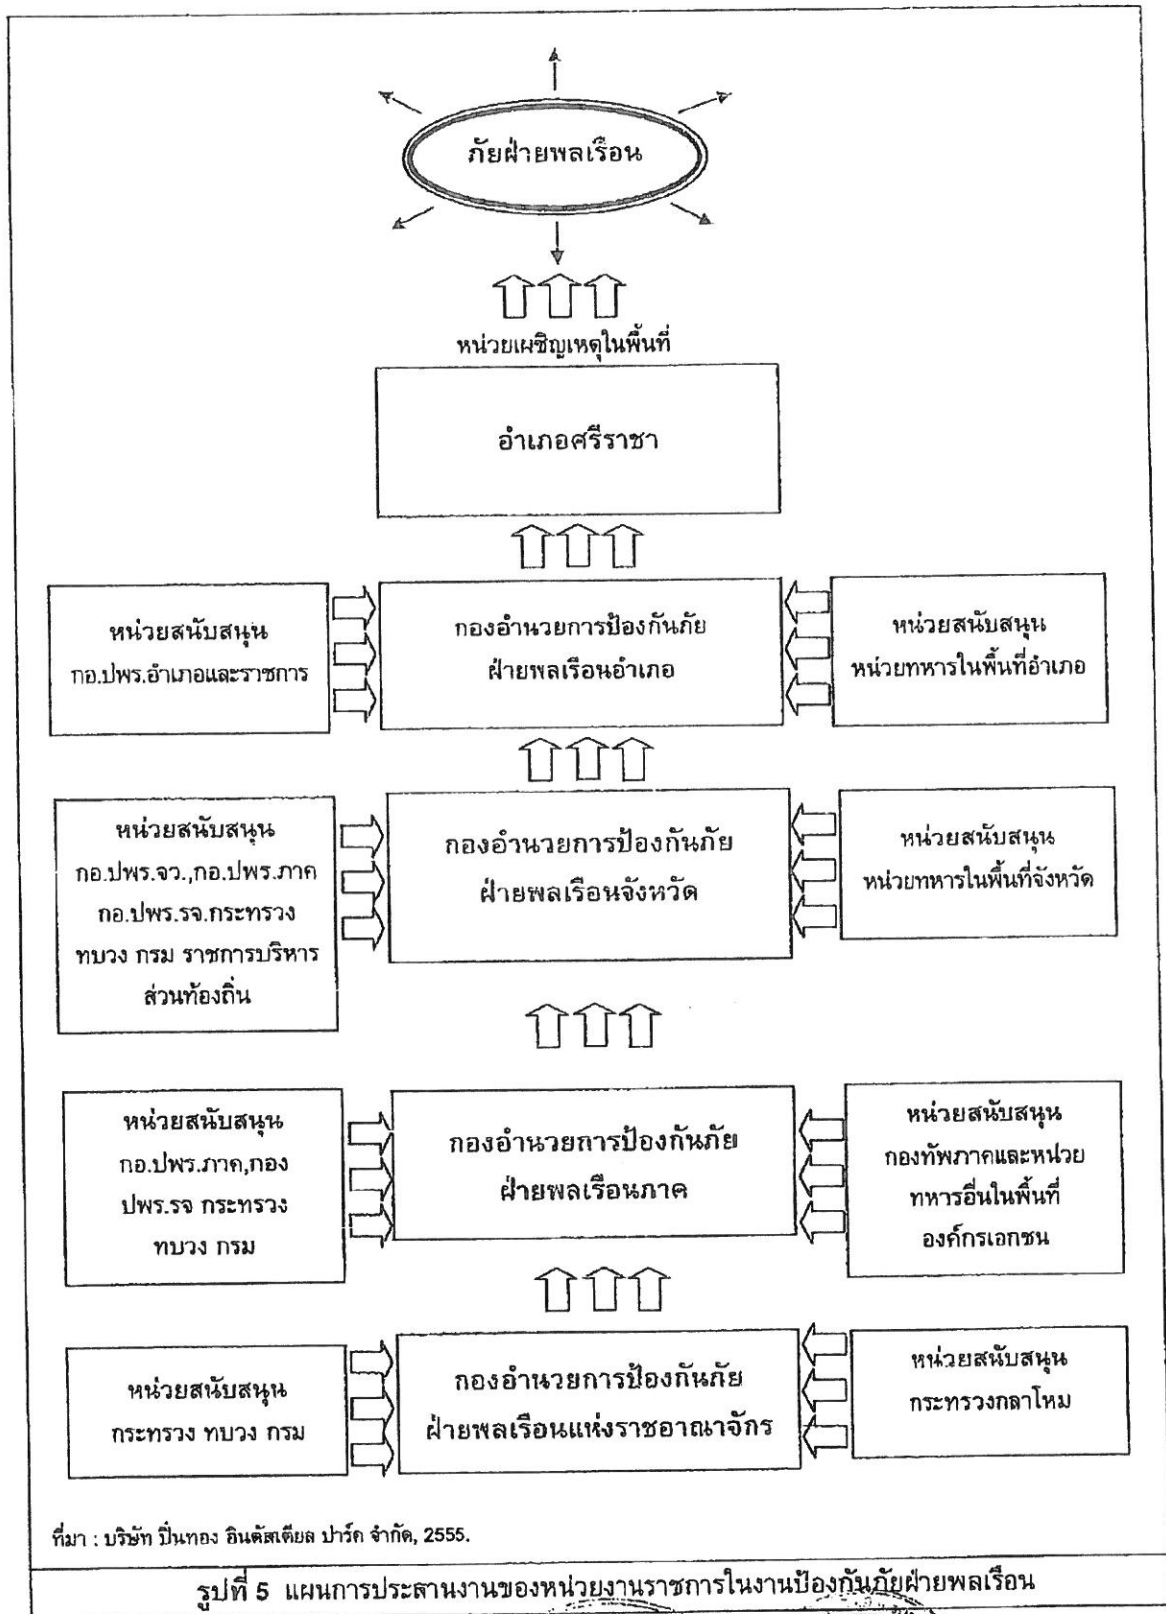 ภัยฝ่ายพลเรือน
หน่วยเผชิญเหตุในพื้นที่
อำเภอศรีราชา
หน่วยสนับสนุน
กอ.ปพร.อำเภอและราชการ
กองอำนวยการป้องกันภัย
ฝ่ายพลเรือนอำเภอ
หน่วยสนับสนุน
หน่วยทหารในพื้นที่อำเภอ
หน่วยสนับสนุน
กอ.ปพร.จว.,กอ.ปพร.ภาค
กอ.ปพร.รจ.กระทรวง
ทบวง กรม ราชการบริหาร
ส่วนท้องถิ่น
กองอำนวยการป้องกันภัย
ฝ่ายพลเรือนจังหวัด
หน่วยสนับสนุน
หน่วยทหารในพื้นที่จังหวัด
หน่วยสนับสนุน
กอ.ปพร.ภาค,กอง
ปพร.รจ กระทรวง
ทบวง กรม
กองอำนวยการป้องกันภัย
ฝ่ายพลเรือนภาค
หน่วยสนับสนุน
กองทัพภาคและหน่วย
ทหารอื่นในพื้นที่
องค์กรเอกชน
หน่วยสนับสนุน
กระทรวง ทบวง กรม
กองอำนวยการป้องกันภัย
ฝ่ายพลเรือนแห่งราชอาณาจักร
หน่วยสนับสนุน
กระทรวงกลาโหม
ที่มา : บริษัท ปิ่นทอง อินดัสเตียล ปาร์ค จำกัด, 2555.
รูปที่ 5 แผนการประสานงานของหน่วยงานราชการในงานป้องกันภัยฝ่ายพลเรือน